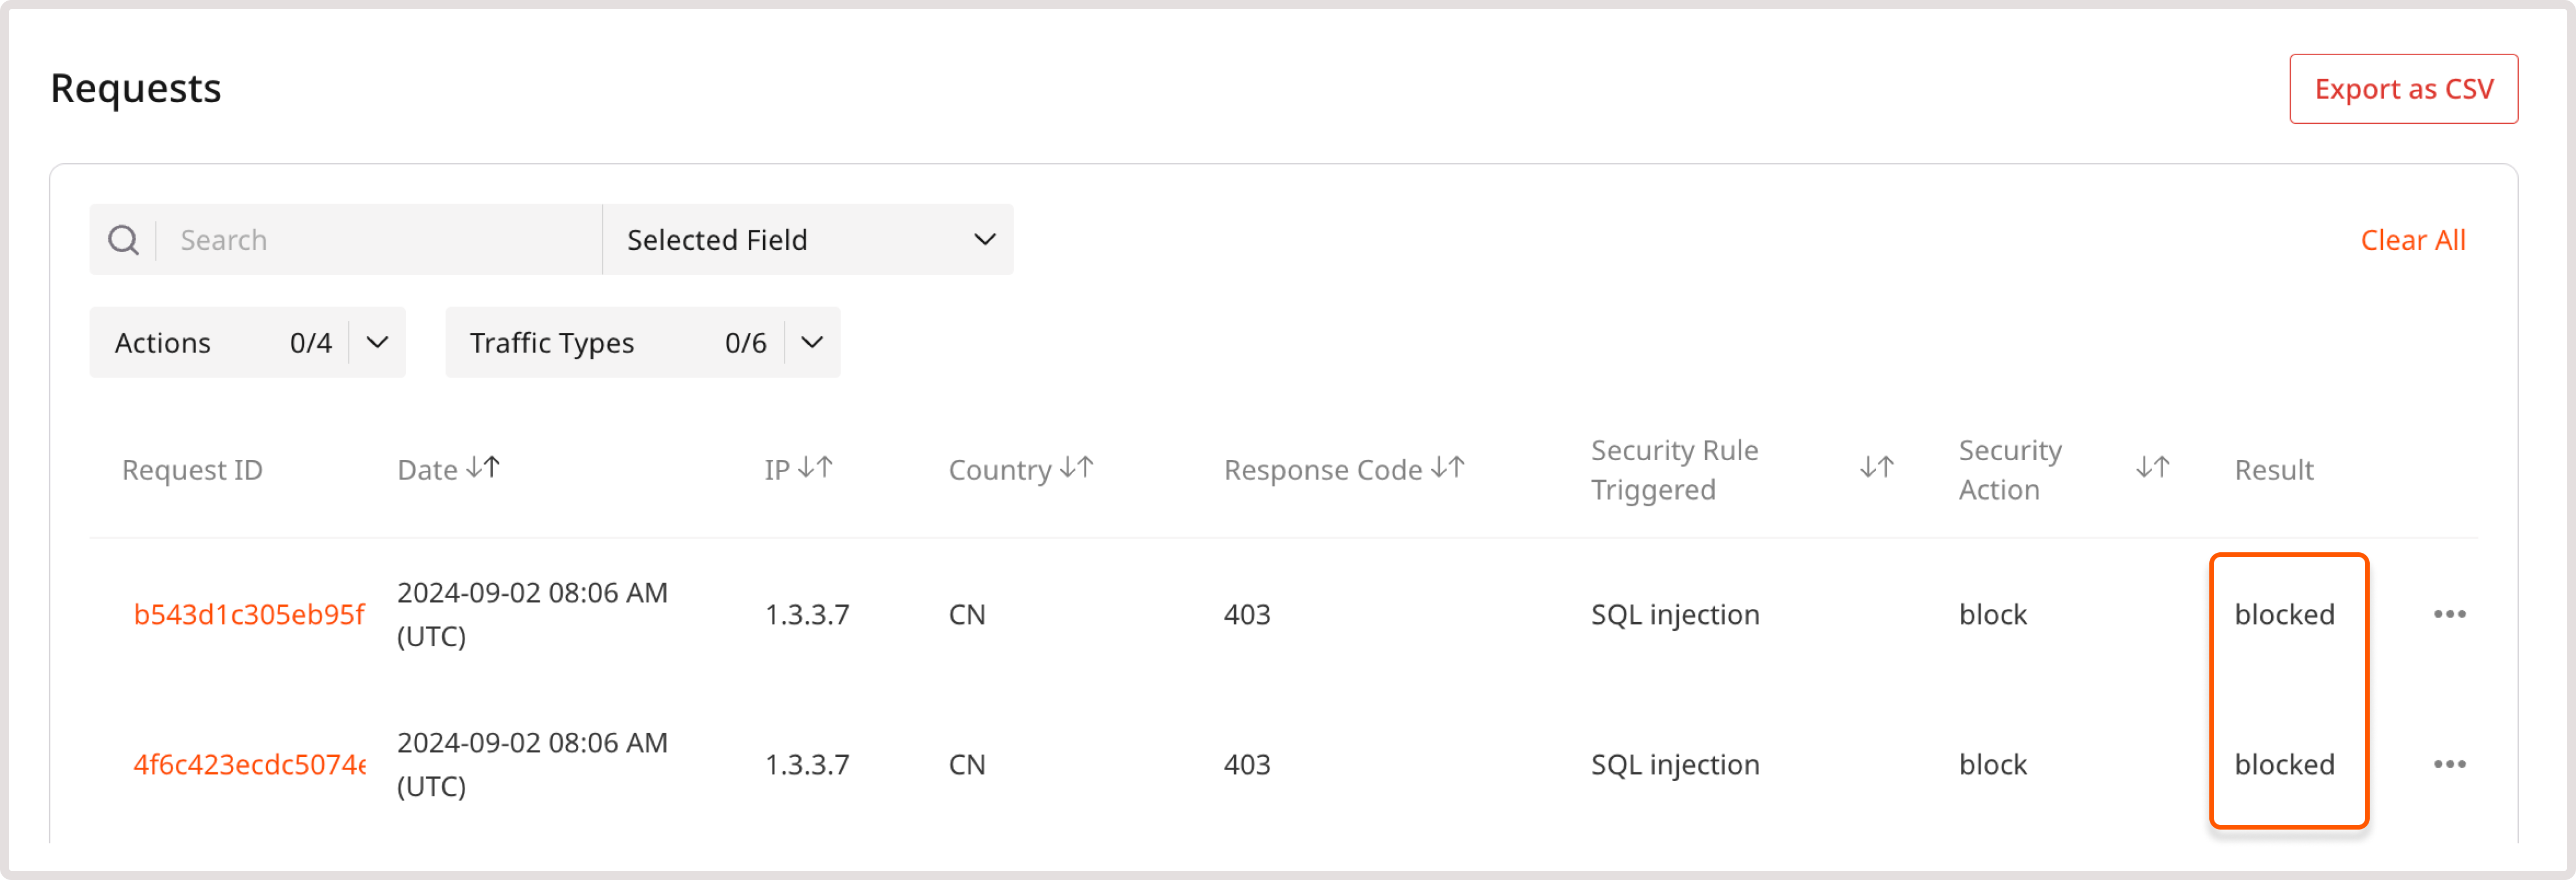 Requests
Export as CSV
Search
Selected Field
Clear All
Actions 0/4
Traffic Types 0/6
Request ID
Date
IP
Country
Response Code
Security Rule
Triggered
Security
Action
Result
b543d1c305eb95f
2024-09-02 08:06 AM
(UTC)
1.3.3.7
CN
403
SQL injection
block
blocked
4f6c423ecdc5074e
2024-09-02 08:06 AM
(UTC)
1.3.3.7
CN
403
SQL injection
block
blocked